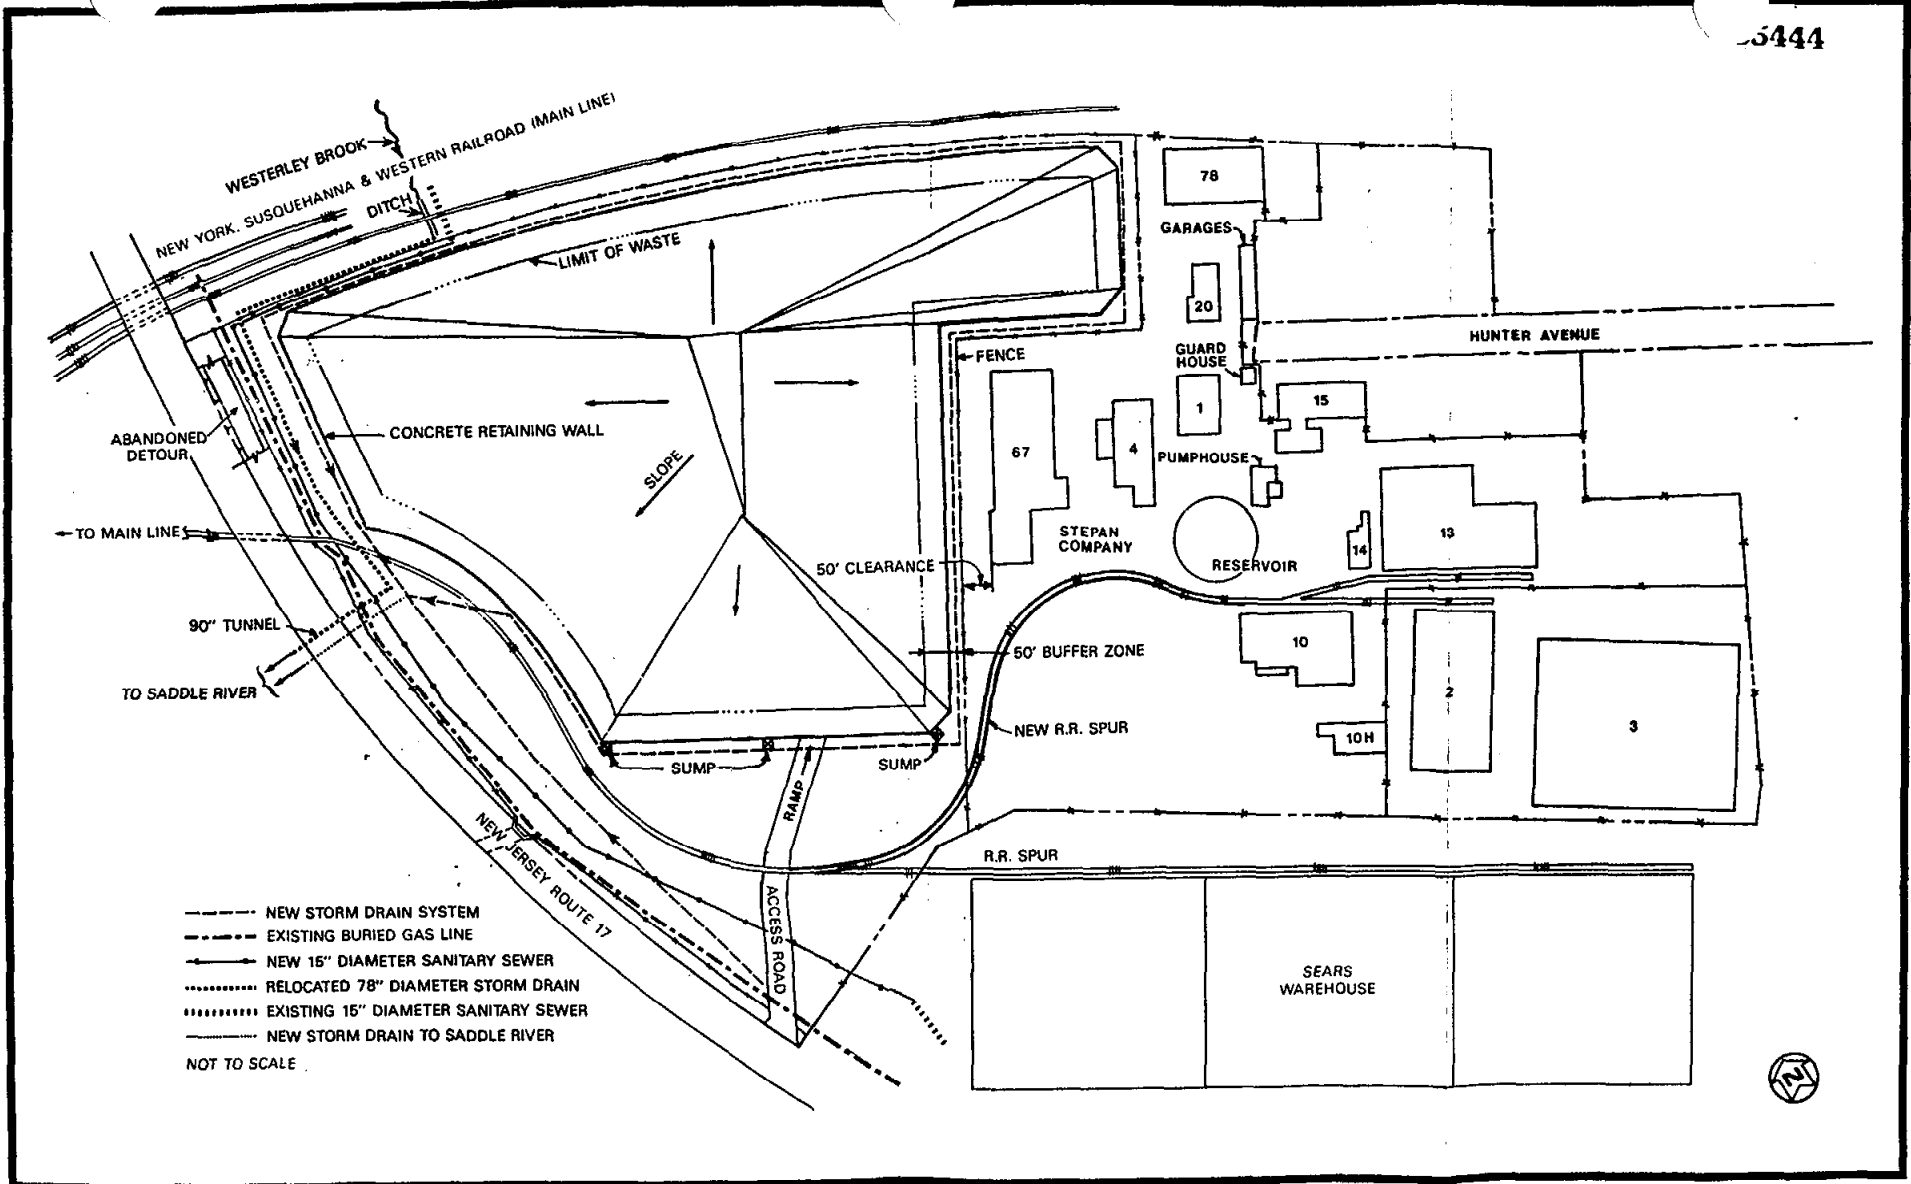 5444
WESTERLEY BROOK
NEW YORK, SUSQUEHANNA & WESTERN RAILROAD (MAIN LINE)
DITCH
LIMIT OF WASTE
78
GARAGES
20
HUNTER AVENUE
GUARD
HOUSE
FENCE
1
15
ABANDONED
DETOUR
CONCRETE RETAINING WALL
SLOPE
67
4
PUMPHOUSE
TO MAIN LINE
STEPAN
COMPANY
13
14
50' CLEARANCE
RESERVOIR
90" TUNNEL
10
50' BUFFER ZONE
TO SADDLE RIVER
2
NEW R.R. SPUR
3
10H
SUMP
SUMP
RAMP
NEW JERSEY ROUTE 17
R.R. SPUR
ACCESS ROAD
NEW STORM DRAIN SYSTEM
EXISTING BURIED GAS LINE
NEW 15" DIAMETER SANITARY SEWER
RELOCATED 78" DIAMETER STORM DRAIN
EXISTING 15" DIAMETER SANITARY SEWER
NEW STORM DRAIN TO SADDLE RIVER
NOT TO SCALE
SEARS
WAREHOUSE
N